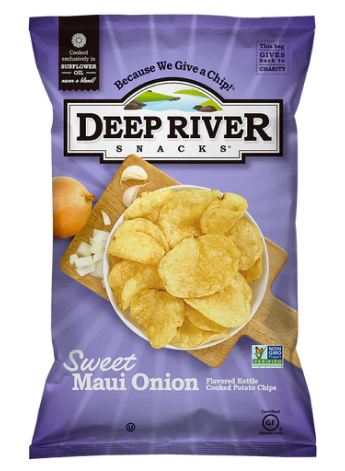 Cooked
exclusively in
SUNFLOWER
OIL
never a blend!
This bag
GIVES
back to
CHARITY
Because We Give a Chip!®
DEEP RIVER
SNACKS®
Sweet
Maui Onion
Flavored Kettle
Cooked Potato Chips
NON
GMO
Project
VERIFIED
Certified
GF
Gluten-Free
U